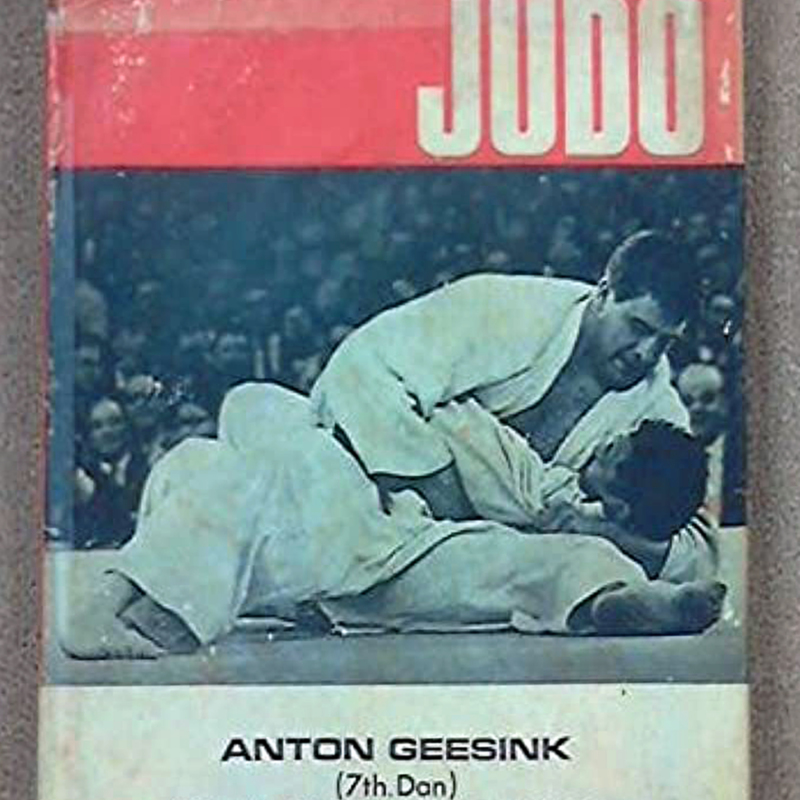 JUDO
ANTON GEESINK
(7th. Dan)